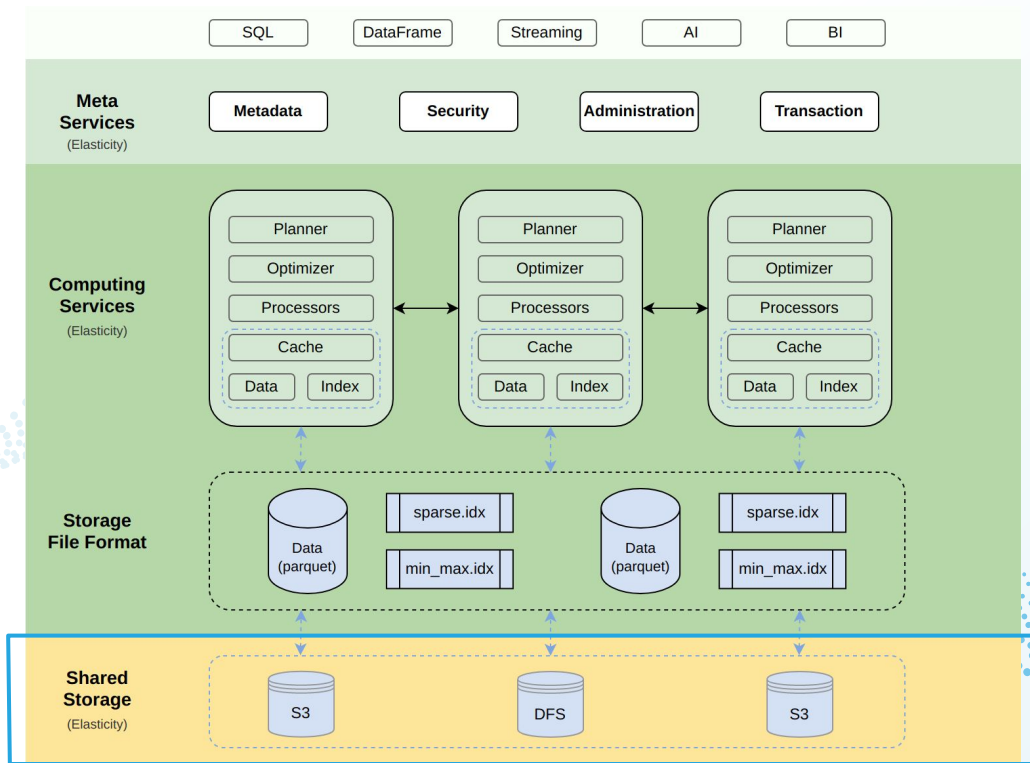 SQL
DataFrame
Streaming
AI
BI
Meta
Services
(Elasticity)
Metadata
Security
Administration
Transaction
Computing
Services
(Elasticity)
Planner
Optimizer
Processors
Cache
Data
Index
Planner
Optimizer
Processors
Cache
Data
Index
Planner
Optimizer
Processors
Cache
Data
Index
Storage
File Format
Data
(parquet)
sparse.idx
min_max.idx
Data
(parquet)
sparse.idx
min_max.idx
Shared
Storage
(Elasticity)
S3
DFS
S3